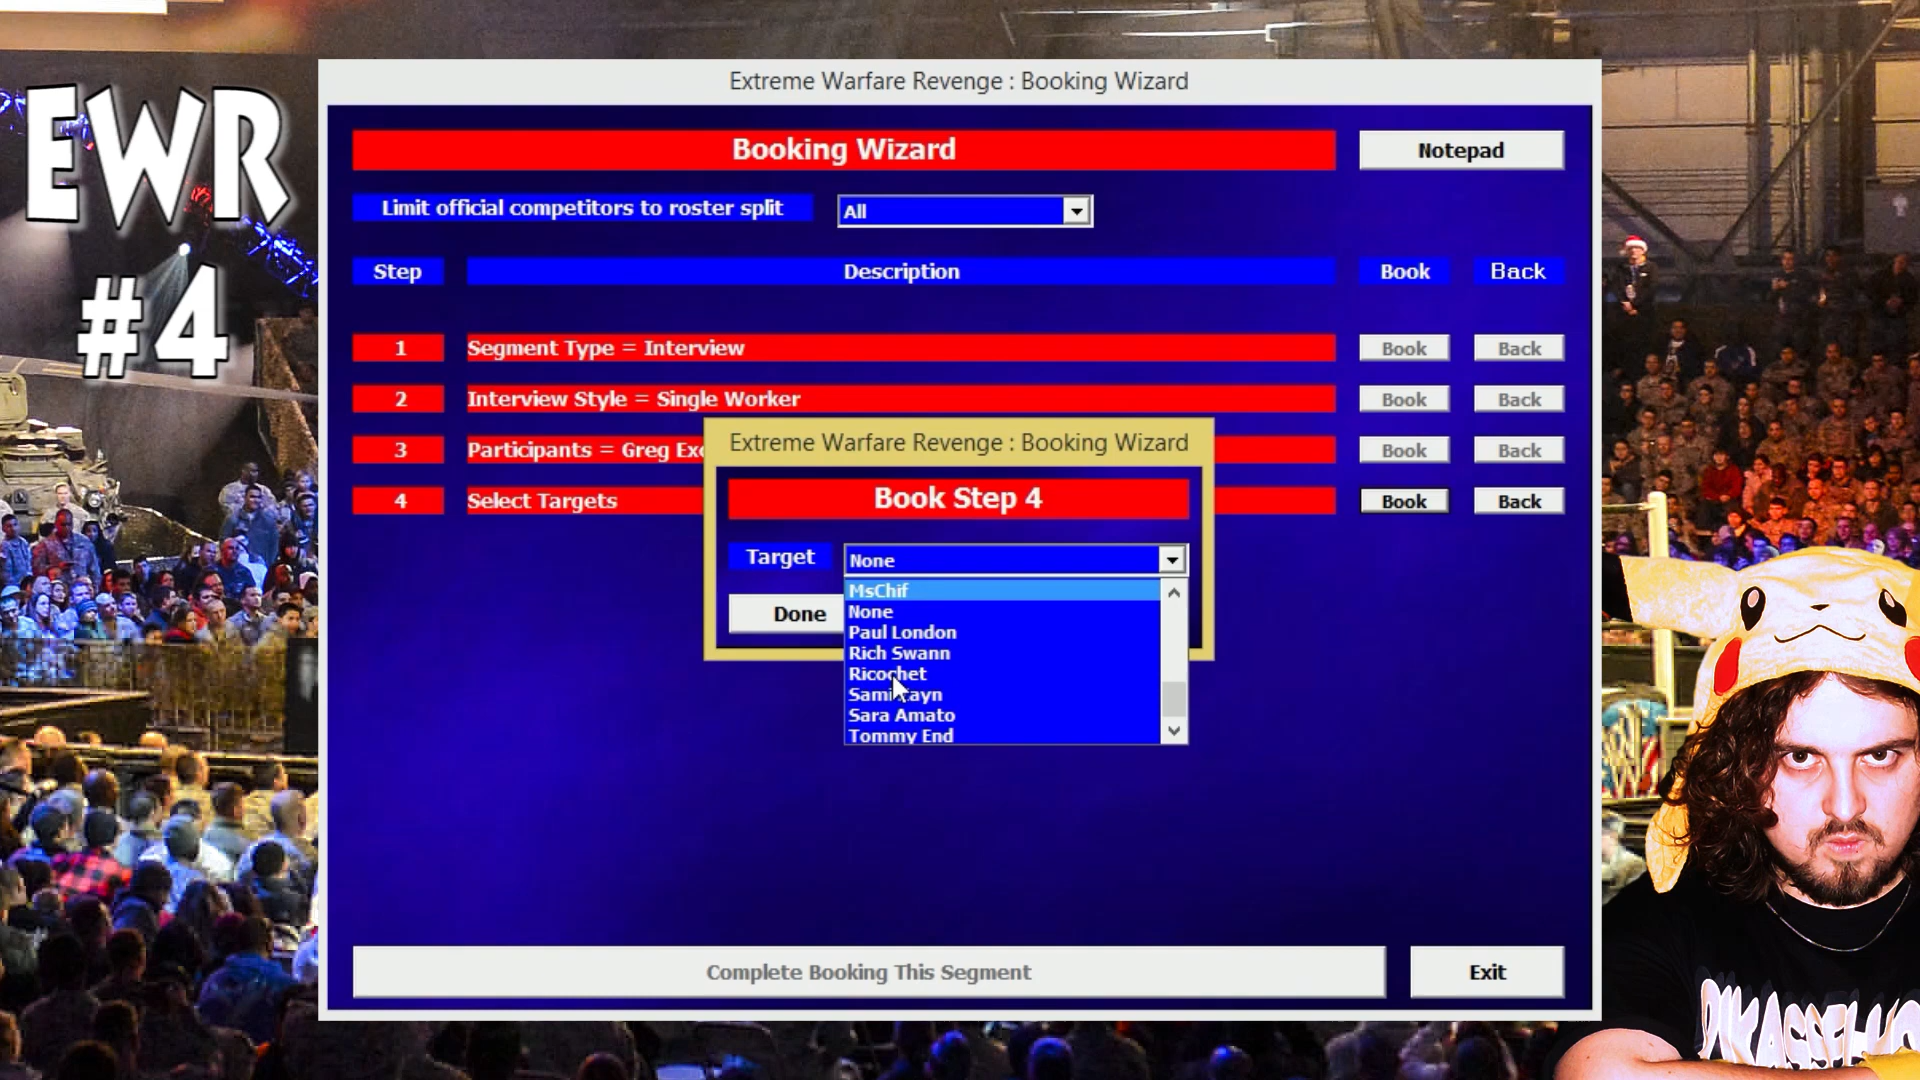 EWR
#4
Extreme Warfare Revenge : Booking Wizard
Booking Wizard
Notepad
Limit official competitors to roster split
All
Step
Description
Book
Back
1
Segment Type = Interview
Book
Back
2
Interview Style = Single Worker
Book
Back
3
Participants = Greg
Book
Back
4
Select Targets
Book
Back
Extreme Warfare Revenge : Booking Wizard
Book Step 4
Target
None
Done
MsChif
None
Paul London
Rich Swann
Ricochet
Sami
Sara Amato
Tommy End
Complete Booking This Segment
Exit